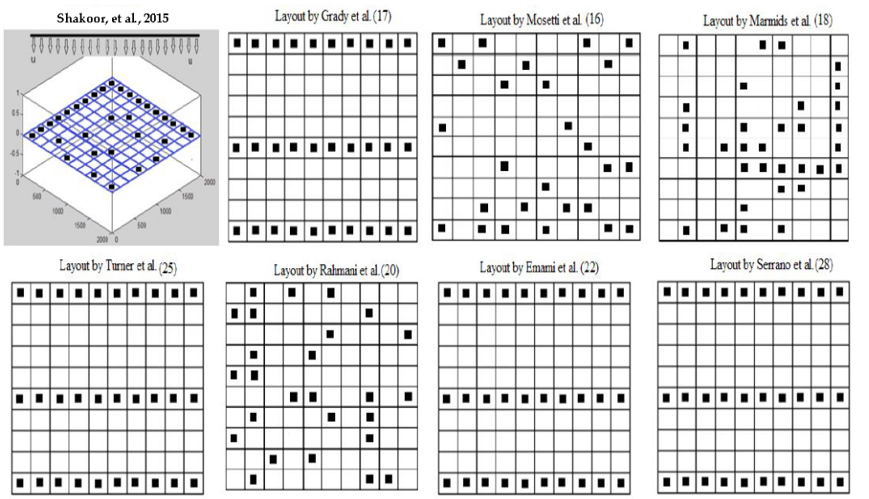 Shakoor, et al., 2015
Layout by Grady et al. (17)
Layout by Mosetti et al. (16)
Layout by Marmids et al. (18)
u
u
1
0.5
0
-0.5
-1
0
500
1000
1500
2000
0
500
1000
1500
2000
Layout by Turner et al. (25)
Layout by Rahmani et al. (20)
Layout by Emami et al. (22)
Layout by Serrano et al. (28)